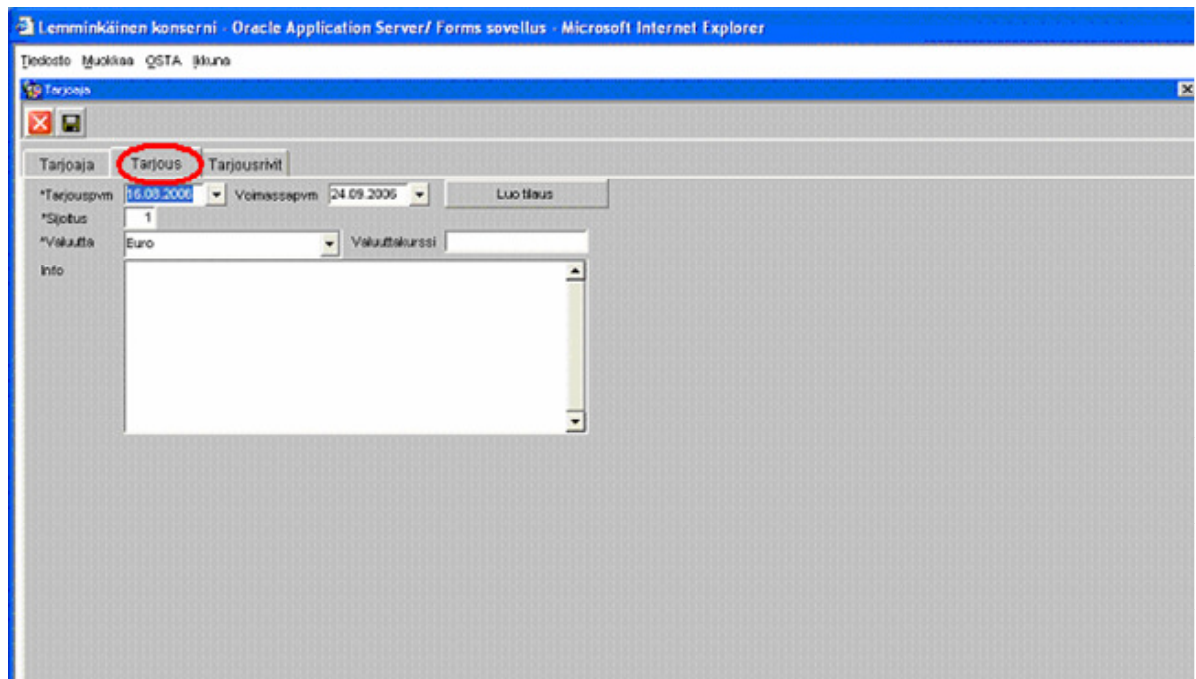 Lemminkäinen konserni - Oracle Application Server/ Forms sovellus - Microsoft Internet Explorer
Tiedosto Muokkaa OSTA Ikkuna
Tarjoaja
Tarjoaja Tarjous Tarjousrivit
*Tarjouspvm 16.08.2006 Voimassapvm 24.09.2006 Luo tilaus
*Sijoitus 1
*Valuutta Euro Valuuttakurssi
Info